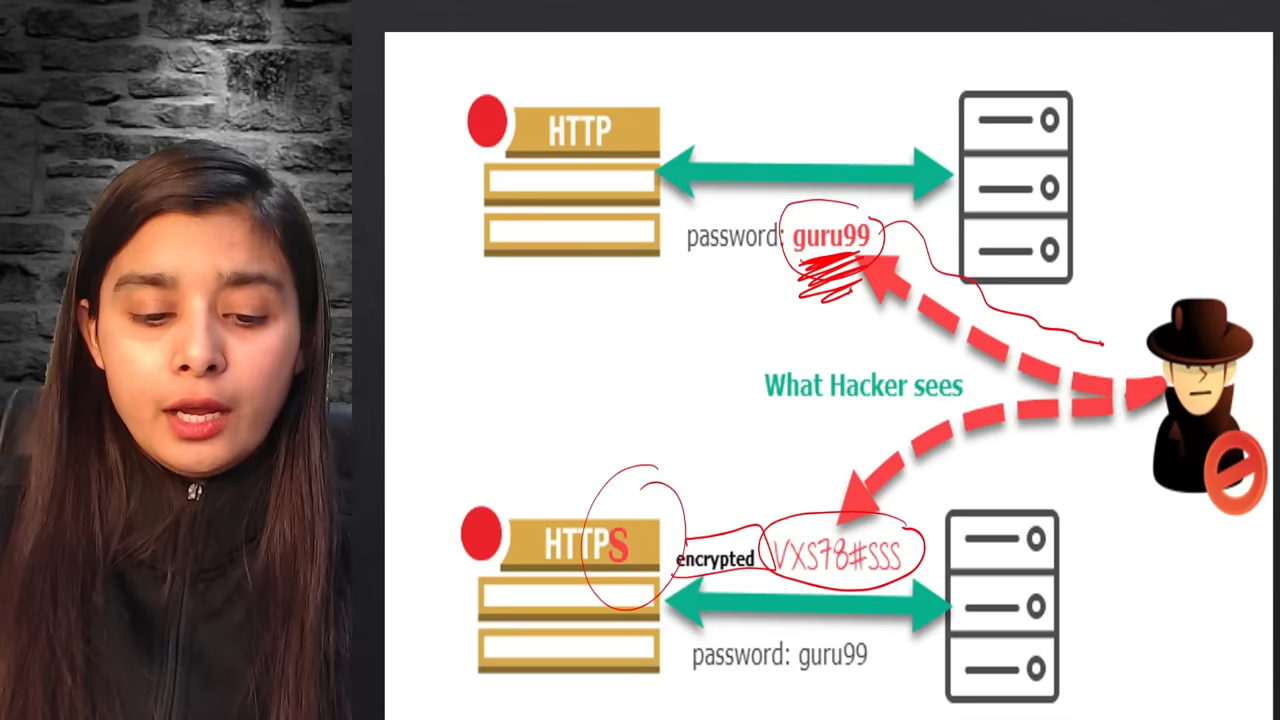 HTTP
password: guru99
What Hacker sees
HTTPS
encrypted VXS78#SSS
password: guru99